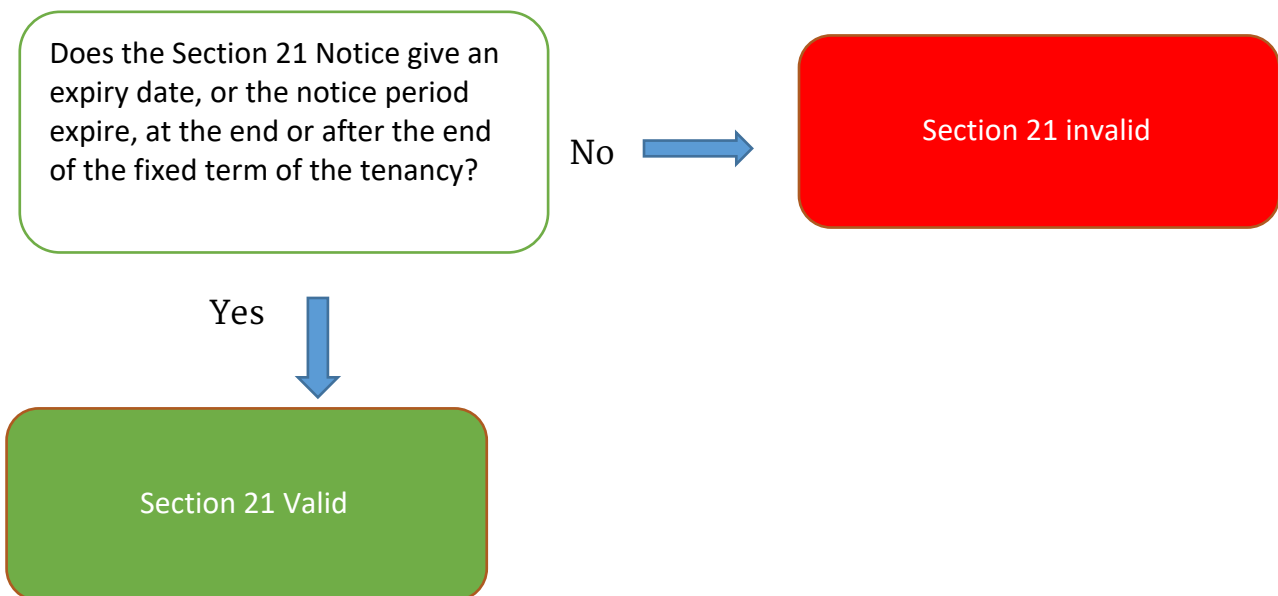 Does the Section 21 Notice give an
expiry date, or the notice period
expire, at the end or after the end
of the fixed term of the tenancy?
No
Section 21 invalid
Yes
Section 21 Valid